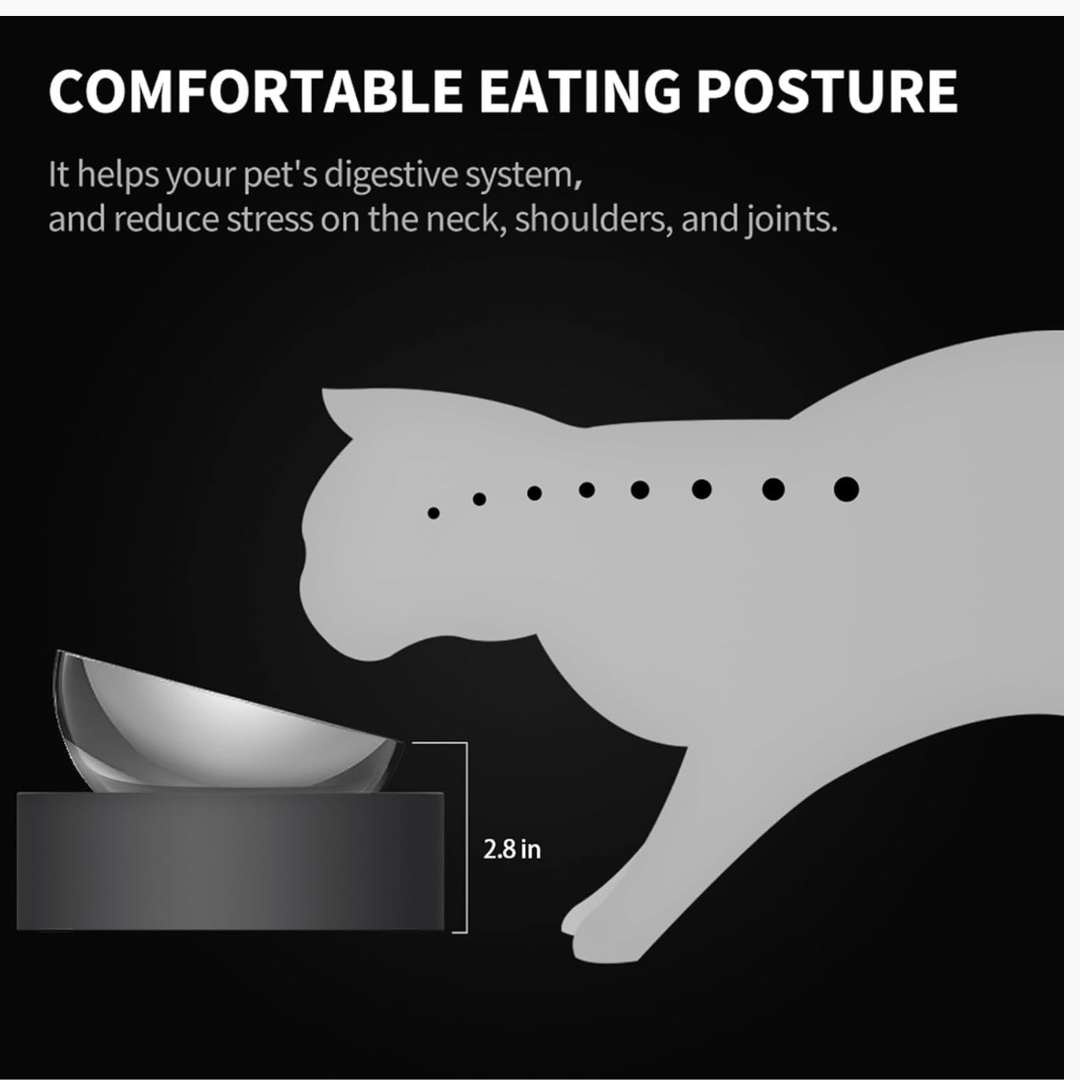 COMFORTABLE EATING POSTURE
It helps your pet's digestive system,
and reduce stress on the neck, shoulders, and joints.
2.8 in